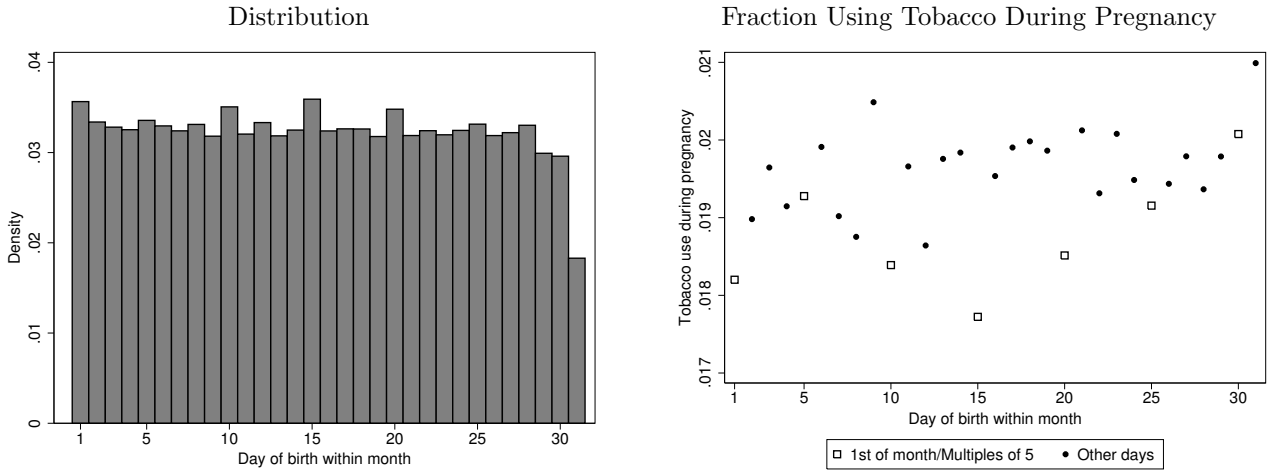 Distribution
.04
.03
.02
.01
0
Density
1 5 10 15 20 25 30
Day of birth within month
Fraction Using Tobacco During Pregnancy
.021
.02
.019
.018
.017
Tobacco use during pregnancy
1 5 10 15 20 25 30
Day of birth within month
1st of month/Multiples of 5 Other days